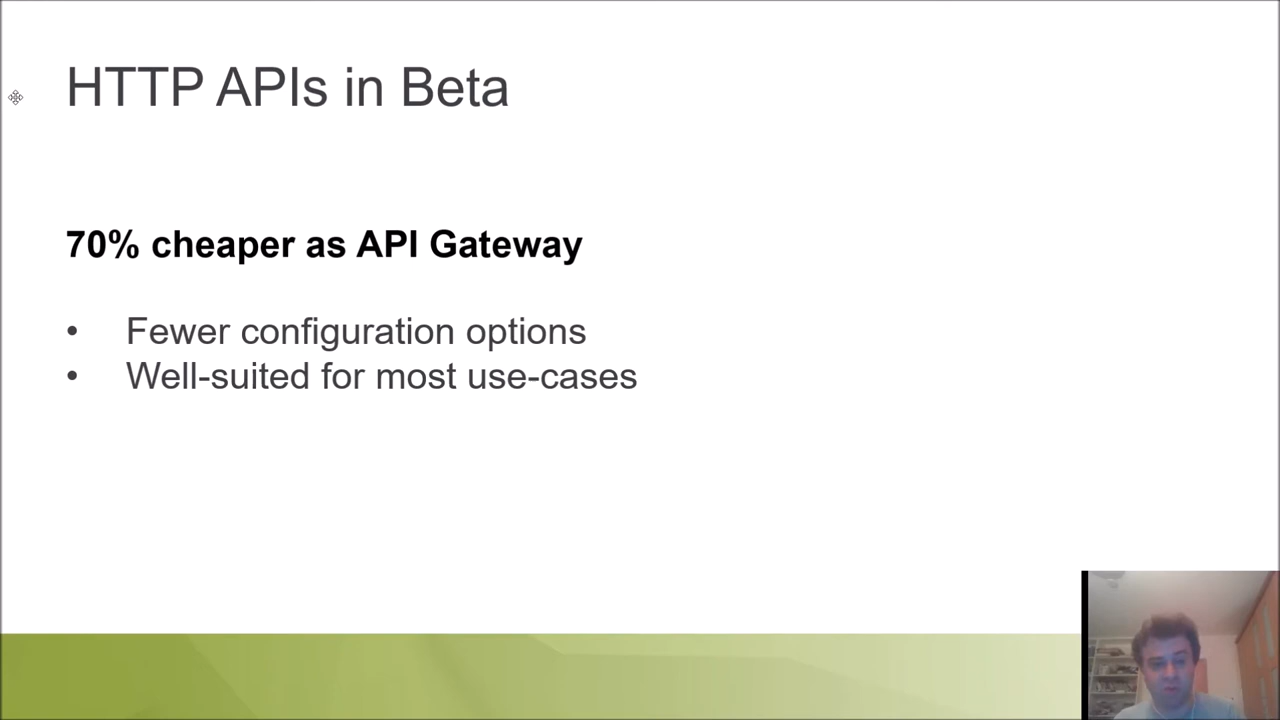 HTTP APIs in Beta
70% cheaper as API Gateway
• Fewer configuration options
• Well-suited for most use-cases